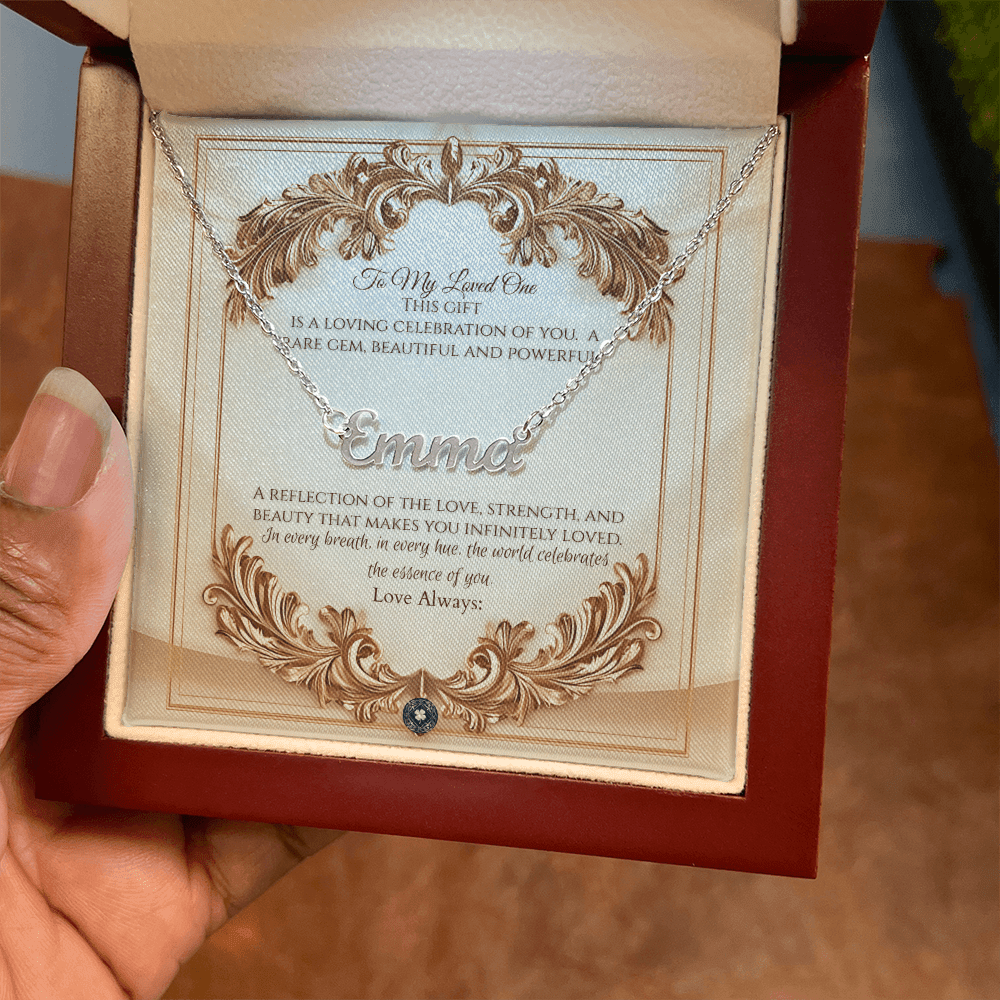 To My Loved One
THIS GIFT
IS A LOVING CELEBRATION OF YOU. A
RARE GEM, BEAUTIFUL AND POWERFUL
Emma
A REFLECTION OF THE LOVE, STRENGTH, AND
BEAUTY THAT MAKES YOU INFINITELY LOVED.
In every breath, in every hue, the world celebrates
the essence of you.
Love Always: